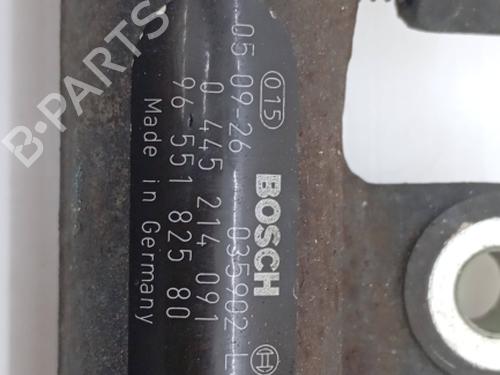 015
05-09-26 035902 L
BOSCH
0 445 214 091
96 551 825 80
Made in Germany
B-PARTS